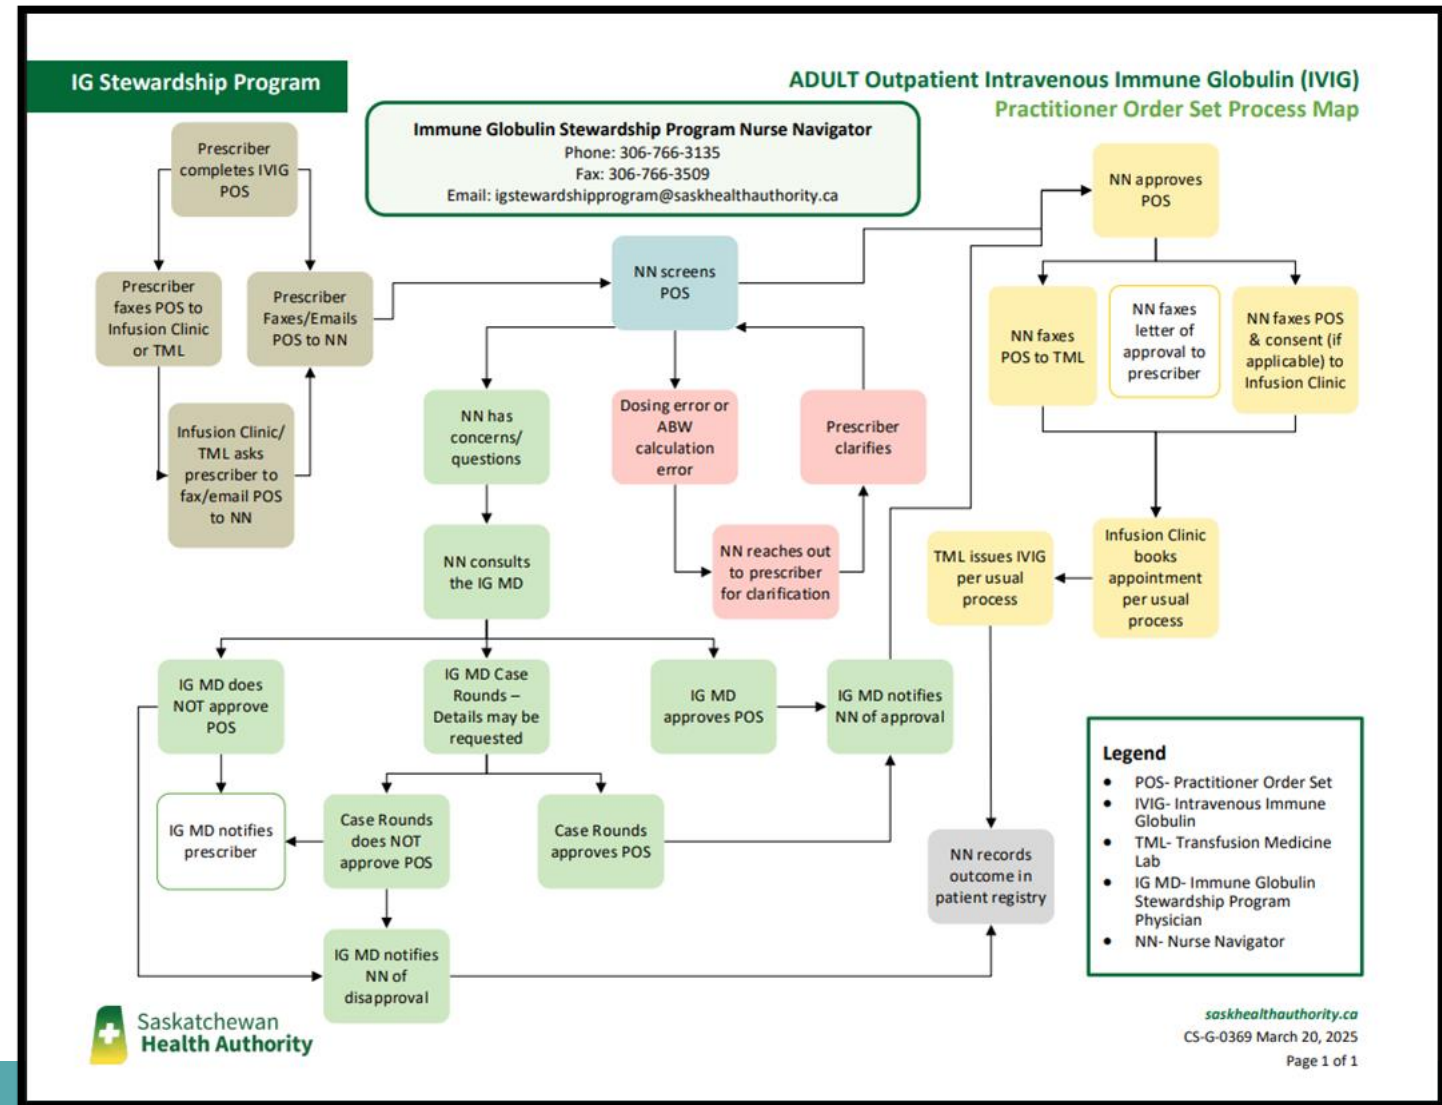 IG Stewardship Program
ADULT Outpatient Intravenous Immune Globulin (IVIG)
Practitioner Order Set Process Map
Immune Globulin Stewardship Program Nurse Navigator
Phone: 306-766-3135
Fax: 306-766-3509
Email: igstewardshipprogram@saskhealthauthority.ca
Prescriber
completes IVIG
POS
Prescriber
faxes POS to
Infusion Clinic
or TML
Prescriber
Faxes/Emails
POS to NN
Infusion Clinic/
TML asks
prescriber to
fax/email POS
to NN
NN screens
POS
NN has
concerns/
questions
Dosing error or
ABW
calculation
error
Prescriber
clarifies
NN reaches out
to prescriber
for clarification
NN consults
the IG MD
IG MD does
NOT approve
POS
IG MD Case
Rounds –
Details may be
requested
IG MD
approves POS
IG MD notifies
NN of approval
IG MD notifies
prescriber
Case Rounds
does NOT
approve POS
Case Rounds
approves POS
IG MD notifies
NN of
disapproval
NN approves
POS
NN faxes
POS to TML
NN faxes
letter of
approval to
prescriber
NN faxes POS
& consent (if
applicable) to
Infusion Clinic
Infusion Clinic
books
appointment
per usual
process
TML issues IVIG
per usual
process
NN records
outcome in
patient registry
Legend
• POS- Practitioner Order Set
• IVIG- Intravenous Immune
Globulin
• TML- Transfusion Medicine
Lab
• IG MD- Immune Globulin
Stewardship Program
Physician
• NN- Nurse Navigator
Saskatchewan
Health Authority
saskhealthauthority.ca
CS-G-0369 March 20, 2025
Page 1 of 1